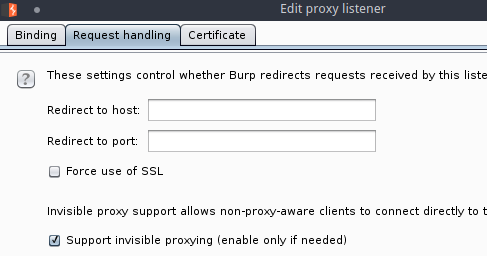 Edit proxy listener
Binding Request handling Certificate
? These settings control whether Burp redirects requests received by this
Redirect to host:
Redirect to port:
Force use of SSL
Invisible proxy support allows non-proxy-aware clients to connect directly to
Support invisible proxying (enable only if needed)